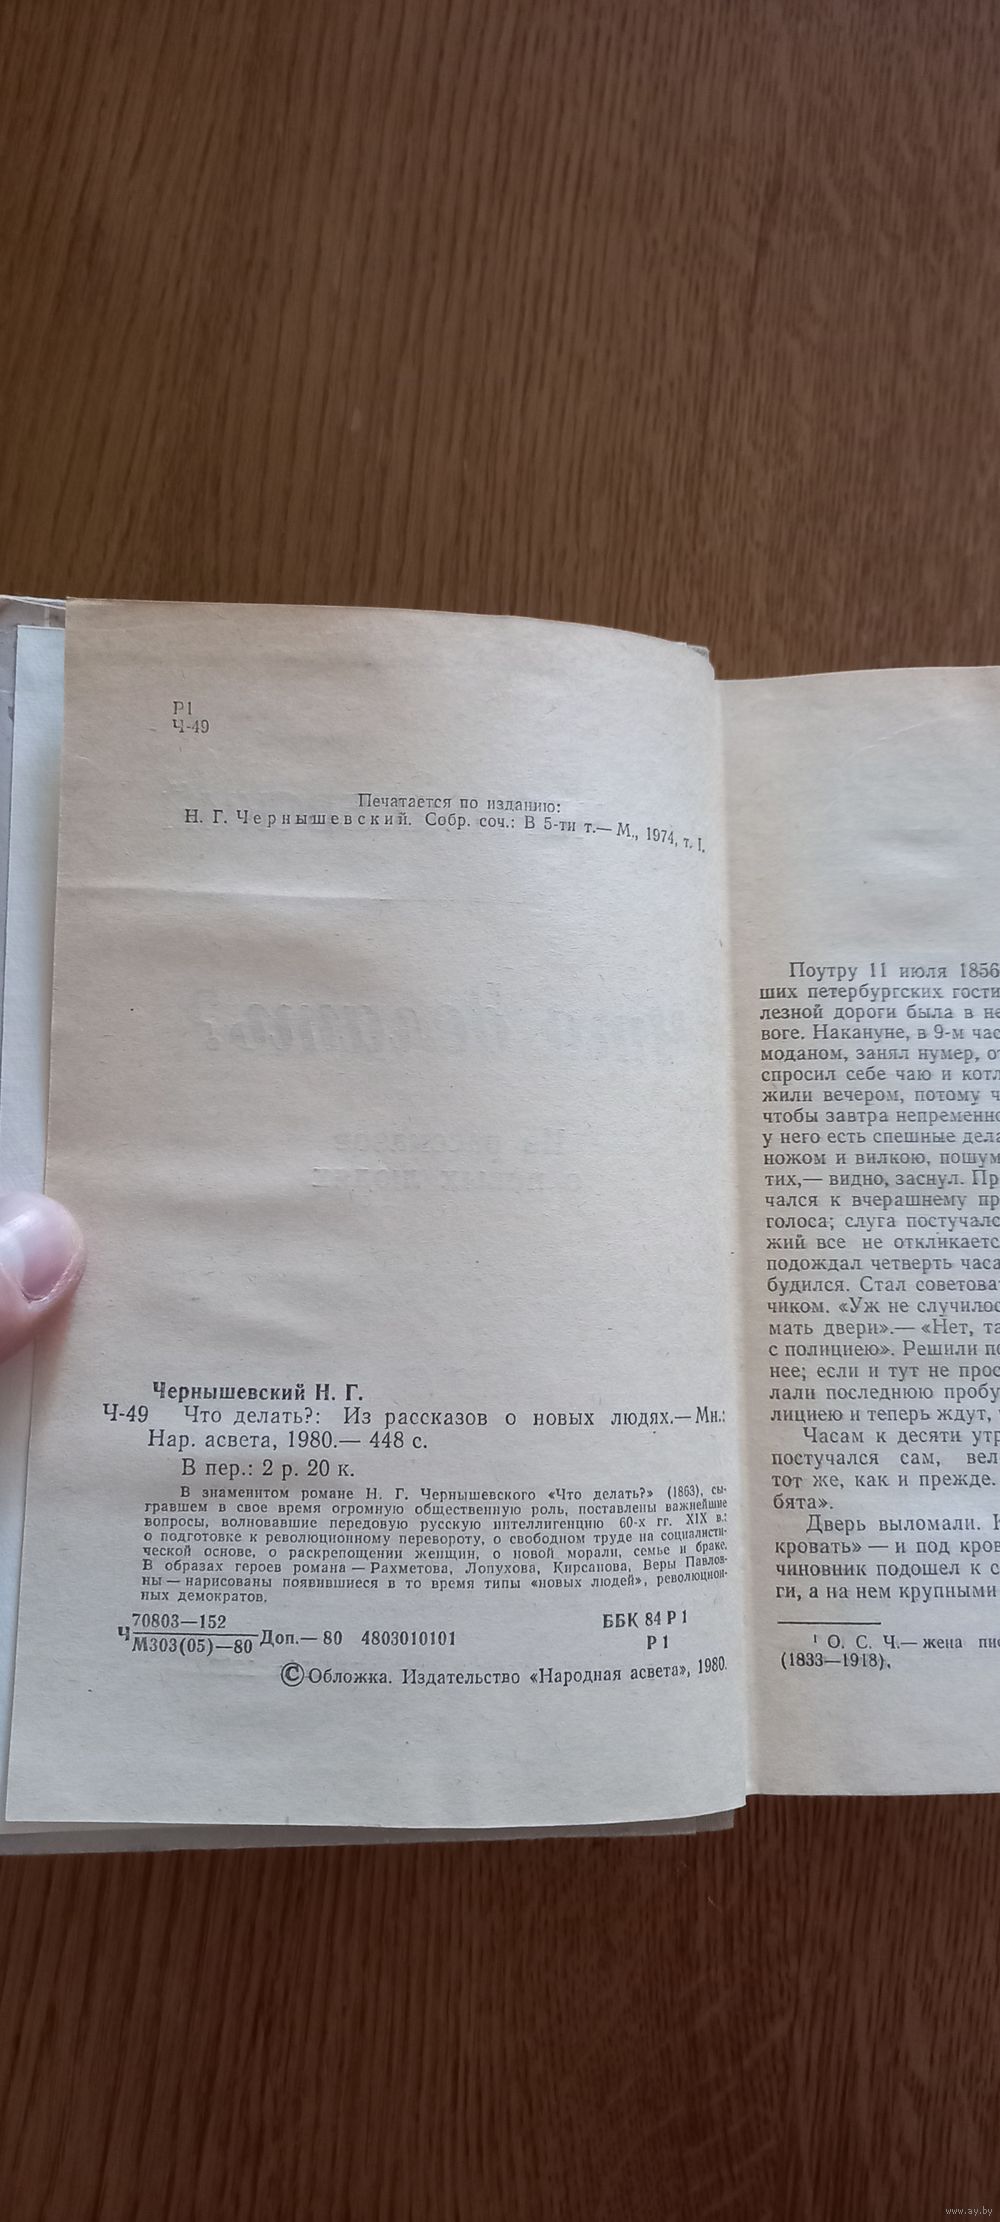 Р1
Ч-49
Печатается по изданию:
Н. Г. Чернышевский. Собр. соч.: В 5-ти т.— М., 1974, т. I.
Чернышевский Н. Г.
Ч-49 Что делать?: Из рассказов о новых людях.— Мн.:
Нар. асвета, 1980.— 448 с.
В пер.: 2 р. 20 к.
В знаменитом романе Н. Г. Чернышевского «Что делать?» (1863), сы-
гравшем в свое время огромную общественную роль, поставлены важнейшие
вопросы, волновавшие передовую русскую интеллигенцию 60-х гг. XIX в.:
о подготовке к революционному перевороту, о свободном труде на социалисти-
ческой основе, о раскрепощении женщин, о новой морали, семье и браке.
В образах героев романа — Рахметова, Лопухова, Кирсанова, Веры Павлов-
ны — нарисованы появившиеся в то время типы «новых людей», революцион-
ных демократов.
Ч 70803—152
М303(05)—80 Доп.— 80 4803010101
ББК 84 Р 1
Р 1
© Обложка. Издательство «Народная асвета», 1980.
Поутру 11 июля 1856
ших петербургских гости
лезной дороги была в не
воге. Накануне, в 9-м час
моданом, занял нумер, от
спросил себе чаю и котл
жили вечером, потому ч
чтобы завтра непременно
у него есть спешные дела
ножом и вилкою, пошум
тих,— видно, заснул. Пр
чался к вчерашнему пр
голоса; слуга постучалс
жий все не откликаетс
подождал четверть часа
будился. Стал советова
чиком. «Уж не случилос
мать двери».— «Нет, та
с полициею». Решили по
нее; если и тут не прос
лали последнюю пробу
лициею и теперь ждут,
Часам к десяти утр
постучался сам, вел
тот же, как и прежде.
бята».
Дверь выломали.
кровать» — и под кров
чиновник подошел к с
ги, а на нем крупными
¹ О. С. Ч.— жена пис
(1833—1918).
www.ay.by